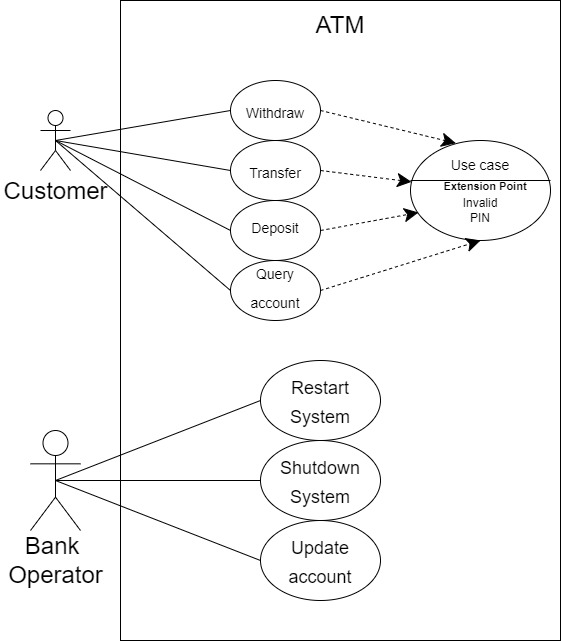 ATM
Withdraw
Transfer
Deposit
Query
account
Use case
Extension Point
Invalid
PIN
Customer
Restart
System
Shutdown
System
Update
account
Bank
Operator